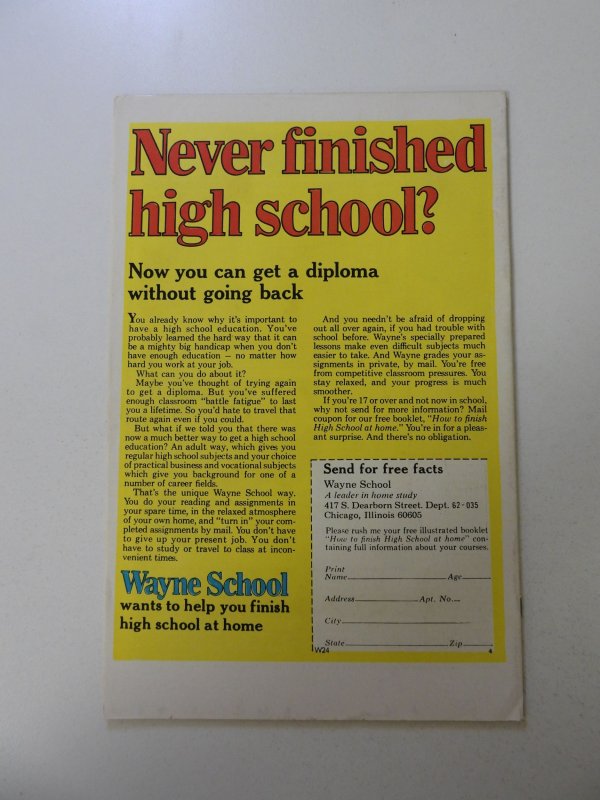 Never finished
high school?
Now you can get a diploma
without going back
You already know why it's important to
have a high school education. You've
probably learned the hard way that it can
be a mighty big handicap when you don't
have enough education — no matter how
hard you work at your job.
What can you do about it?
Maybe you've thought of trying again
to get a diploma. But you've suffered
enough classroom "battle fatigue" to last
you a lifetime. So you'd hate to travel that
route again even if you could.
But what if we told you that there was
now a much better way to get a high school
education? An adult way, which gives you
regular high school subjects and your choice
of practical business and vocational subjects
which give you background for one of a
number of career fields.
That's the unique Wayne School way.
You do your reading and assignments in
your spare time, in the relaxed atmosphere
of your own home, and "turn in" your com-
pleted assignments by mail. You don't have
to give up your present job. You don't
have to study or travel to class at incon-
venient times.
Wayne School
wants to help you finish
high school at home
And you needn't be afraid of dropping
out all over again, if you had trouble with
school before. Wayne's specially prepared
lessons make even difficult subjects much
easier to take. And Wayne grades your as-
signments in private, by mail. You're free
from competitive classroom pressures. You
stay relaxed, and your progress is much
smoother.
If you're 17 or over and not now in school,
why not send for more information? Mail
coupon for our free booklet, "How to finish
High School at home." You're in for a pleas-
ant surprise. And there's no obligation.
Send for free facts
Wayne School
A leader in home study
417 S. Dearborn Street. Dept. 62-035
Chicago, Illinois 60605
Please rush me your free illustrated booklet
"How to finish High School at home" con-
taining full information about your courses.
Print
Name Age
Address Apt. No.
City
State Zip
W24 4